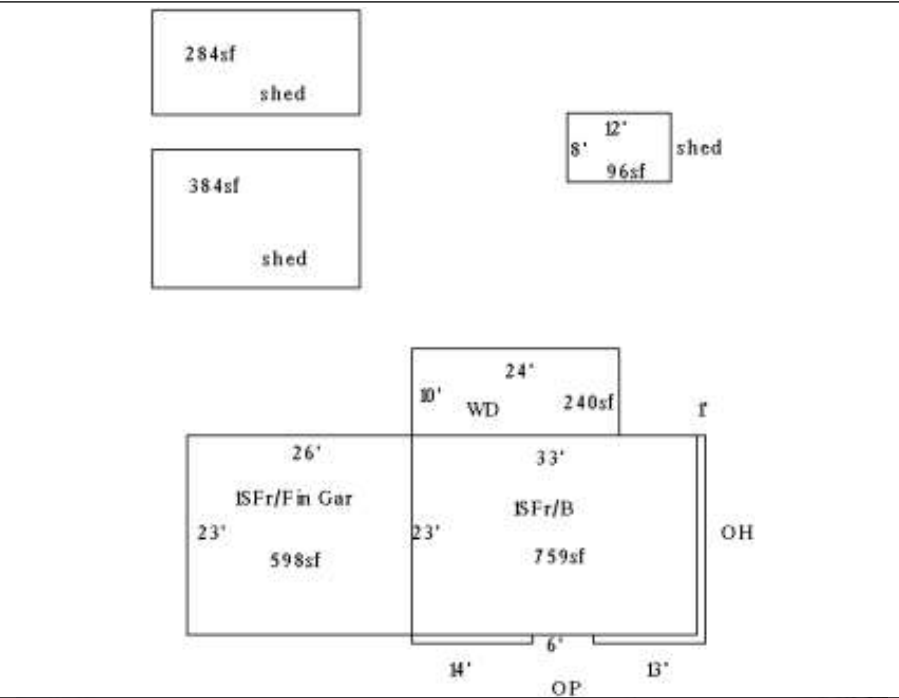 284sf
shed
384sf
shed
12'
8'
96sf
shed
24'
10'
WD
240sf
1'
26'
1SFr/Fin Gar
23'
598sf
33'
1SFr/B
23'
759sf
OH
14'
6'
13'
OP